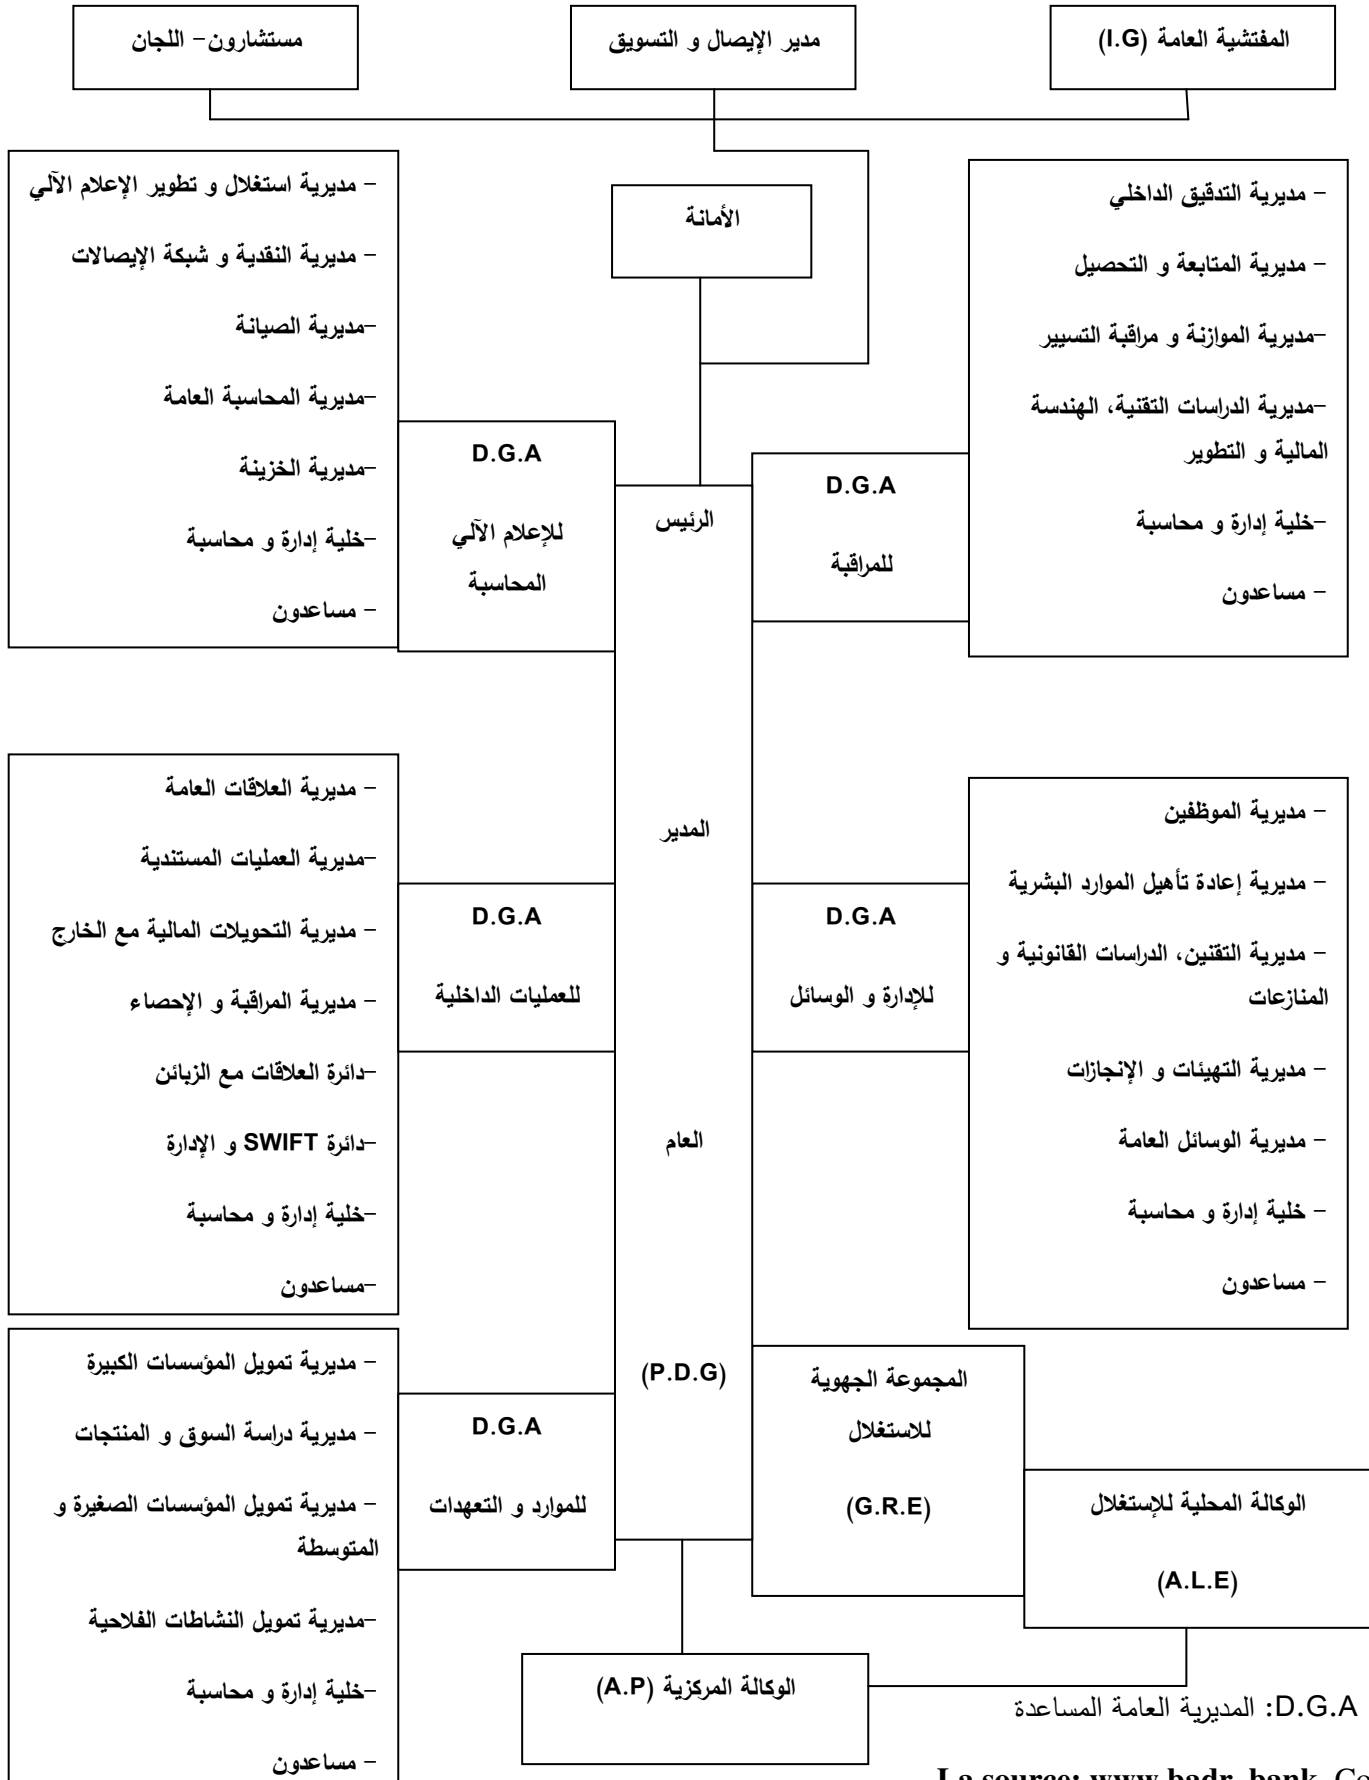 المفتشية العامة (I.G)
مدير الإيصال و التسويق
مستشارون- اللجان
الأمانة
- مديرية التدقيق الداخلي
- مديرية المتابعة و التحصيل
-مديرية الموازنة و مراقبة التسيير
-مديرية الدراسات التقنية، الهندسة
المالية و التطوير
-خلية إدارة و محاسبة
- مساعدون
D.G.A
للمراقبة
الرئيس
المدير
العام
(P.D.G)
D.G.A
للإعلام الآلي
المحاسبة
- مديرية استغلال و تطوير الإعلام الآلي
- مديرية النقدية و شبكة الإيصالات
-مديرية الصيانة
-مديرية المحاسبة العامة
-مديرية الخزينة
-خلية إدارة و محاسبة
- مساعدون
- مديرية الموظفين
- مديرية إعادة تأهيل الموارد البشرية
- مديرية التقنين، الدراسات القانونية و
المنازعات
- مديرية التهيئات و الإنجازات
- مديرية الوسائل العامة
- خلية إدارة و محاسبة
- مساعدون
D.G.A
للإدارة و الوسائل
D.G.A
للعمليات الداخلية
- مديرية العلاقات العامة
-مديرية العمليات المستندية
- مديرية التحويلات المالية مع الخارج
- مديرية المراقبة و الإحصاء
-دائرة العلاقات مع الزبائن
-دائرة SWIFT و الإدارة
-خلية إدارة و محاسبة
-مساعدون
المجموعة الجهوية
للاستغلال
(G.R.E)
الوكالة المحلية للإستغلال
(A.L.E)
D.G.A
للموارد و التعهدات
- مديرية تمويل المؤسسات الكبيرة
- مديرية دراسة السوق و المنتجات
- مديرية تمويل المؤسسات الصغيرة و
المتوسطة
-مديرية تمويل النشاطات الفلاحية
-خلية إدارة و محاسبة
- مساعدون
الوكالة المركزية (A.P)
D.G.A: المديرية العامة المساعدة
La source: www.badr_bank. Co